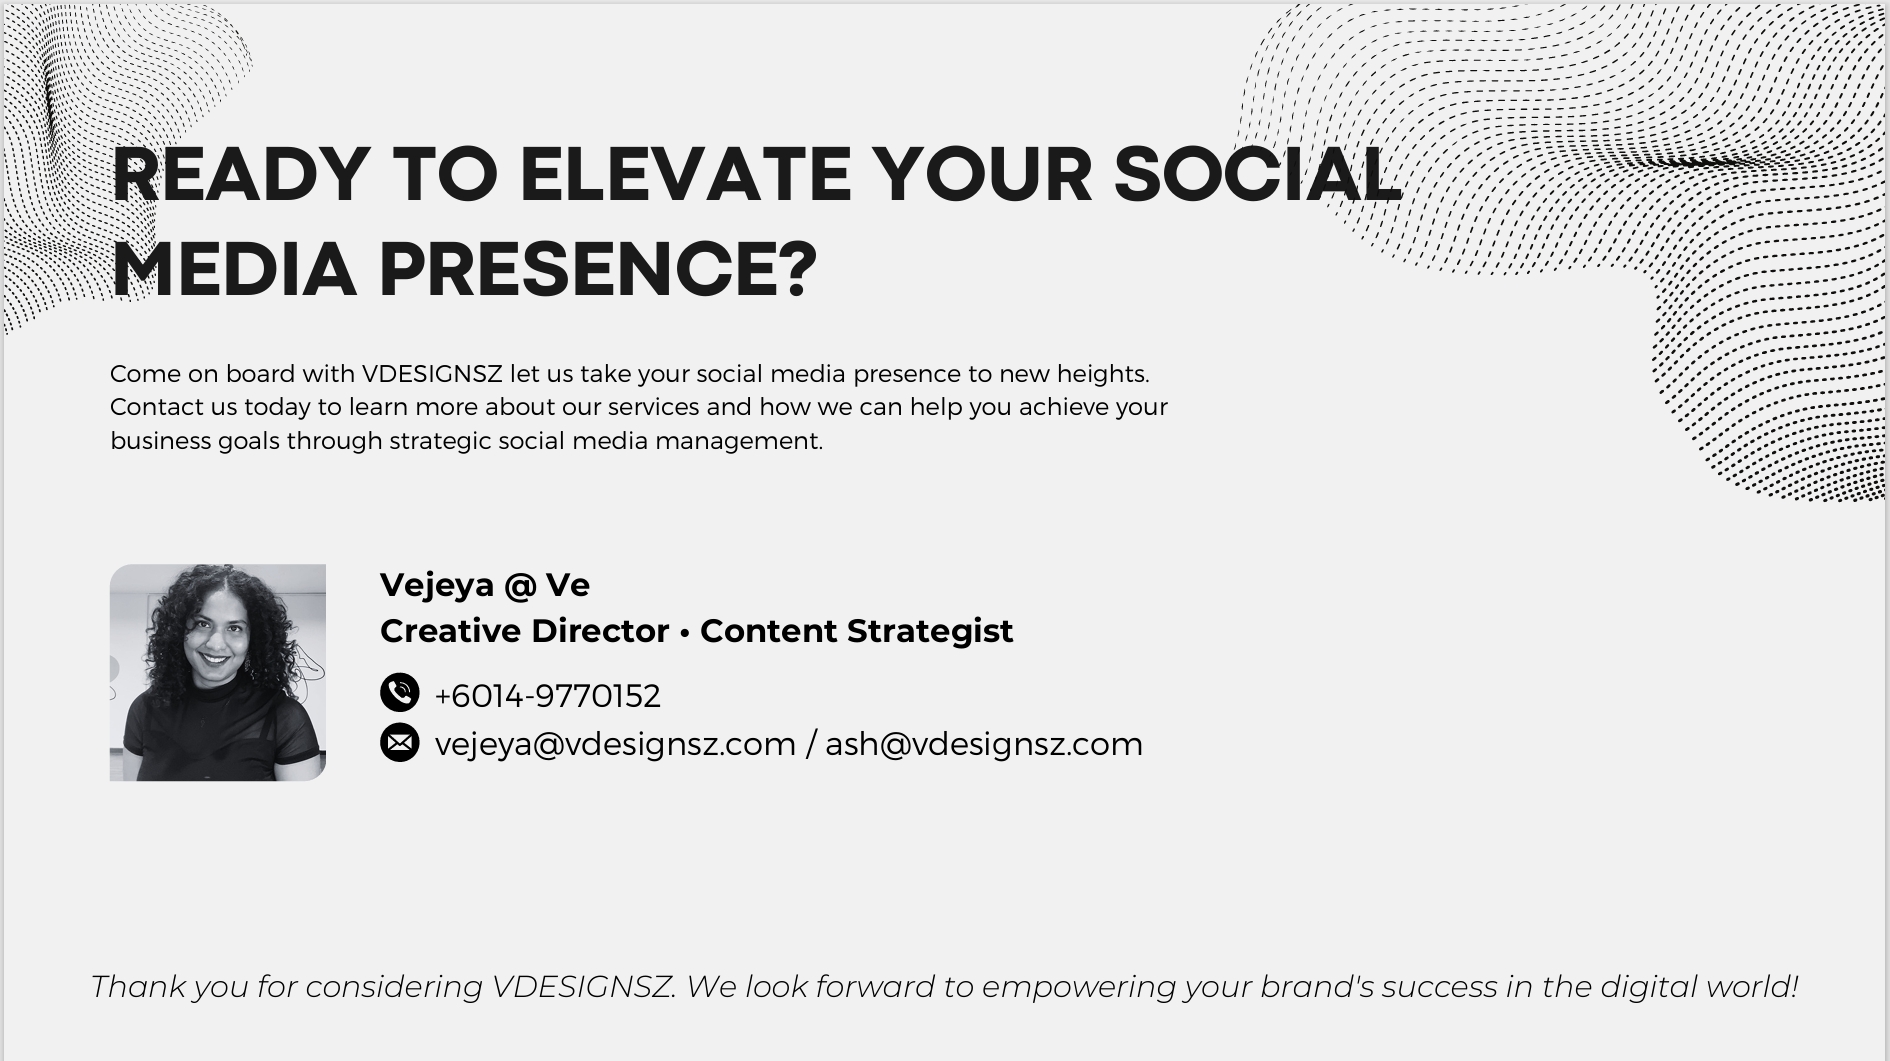 READY TO ELEVATE YOUR SOCIAL
MEDIA PRESENCE?
Come on board with VDESIGNSZ let us take your social media presence to new heights.
Contact us today to learn more about our services and how we can help you achieve your
business goals through strategic social media management.
Vejeya @ Ve
Creative Director • Content Strategist
+6014-9770152
vejeya@vdesignsz.com / ash@vdesignsz.com
Thank you for considering VDESIGNSZ. We look forward to empowering your brand's success in the digital world!